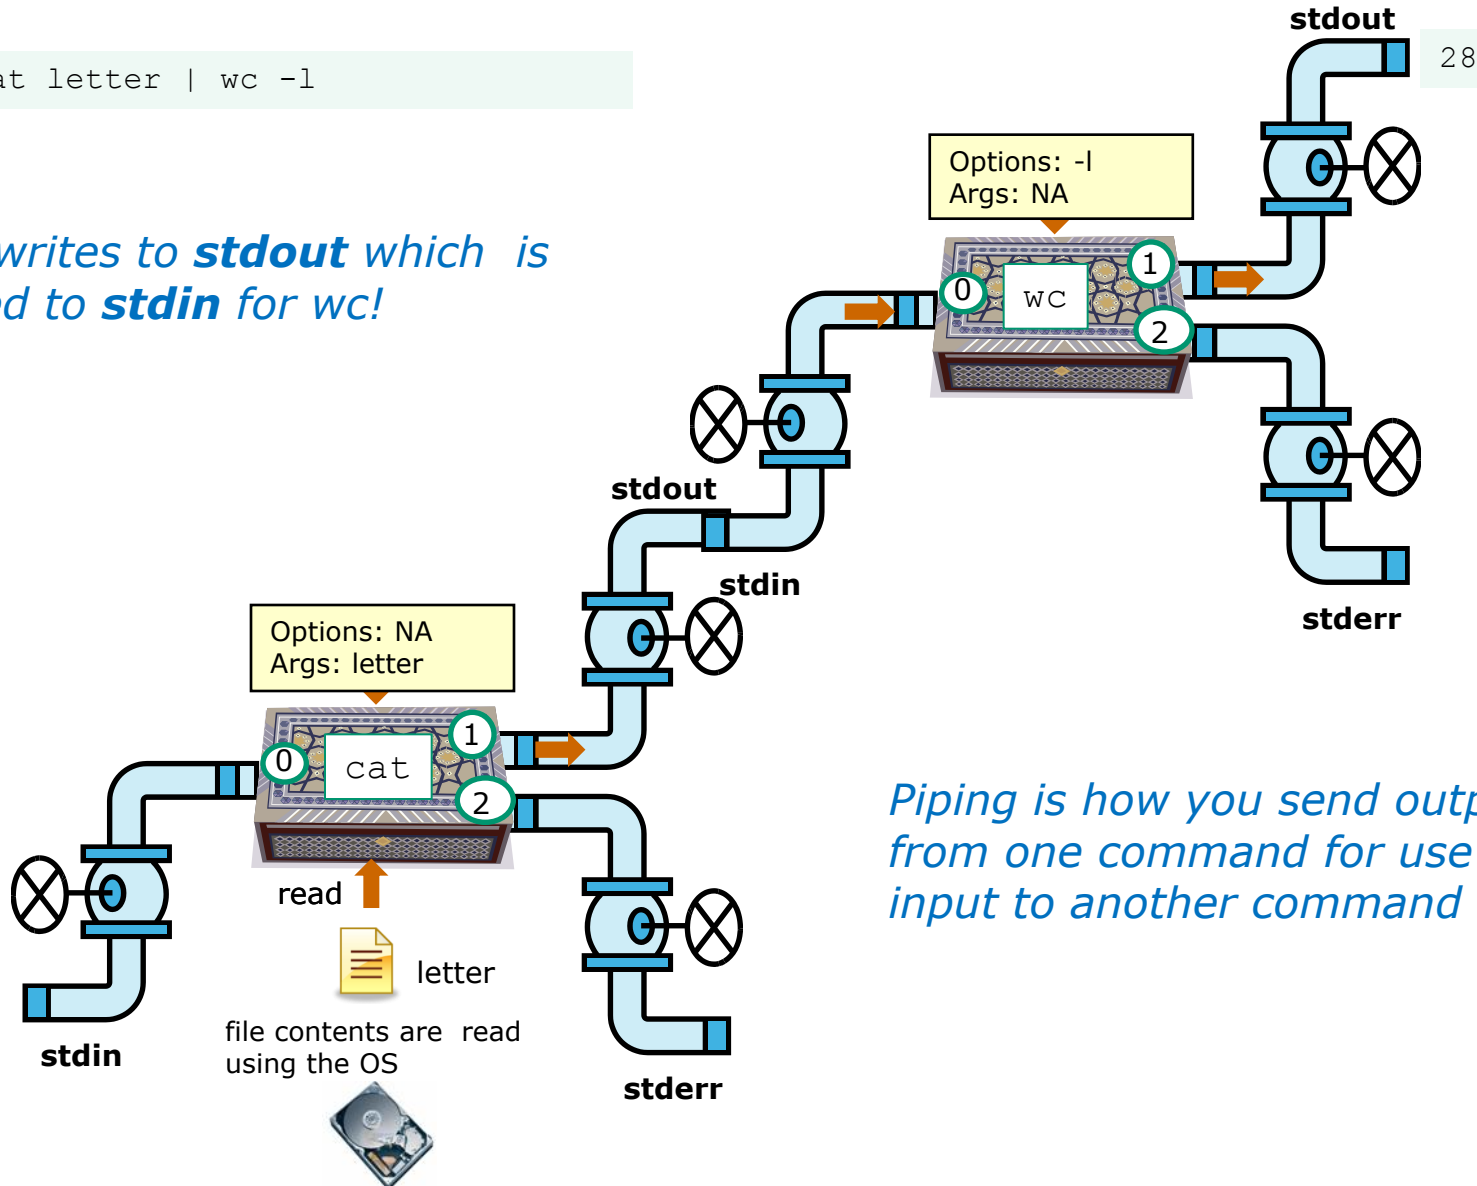 at letter | wc -l
stdout
28
Options: -l
Args: NA
writes to stdout which is
ed to stdin for wc!
0
wc
1
2
stdout
stdin
stderr
Options: NA
Args: letter
0
cat
1
2
Piping is how you send outp
from one command for use
input to another command
read
letter
stdin
file contents are read
using the OS
stderr